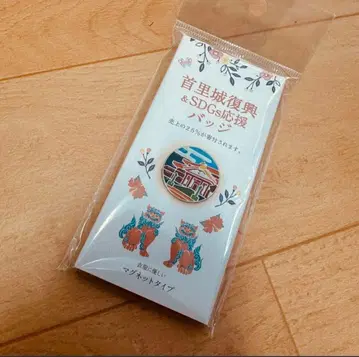 首里城復興
&SDGs応援
バッジ
売上の2.5%が寄付されます。
衣服に優しい
マグネットタイプ